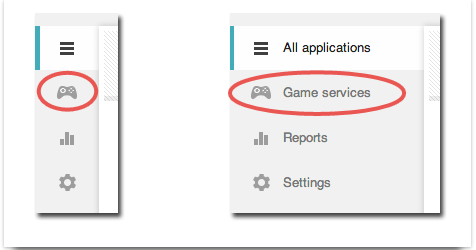 All applications
Game services
Reports
Settings